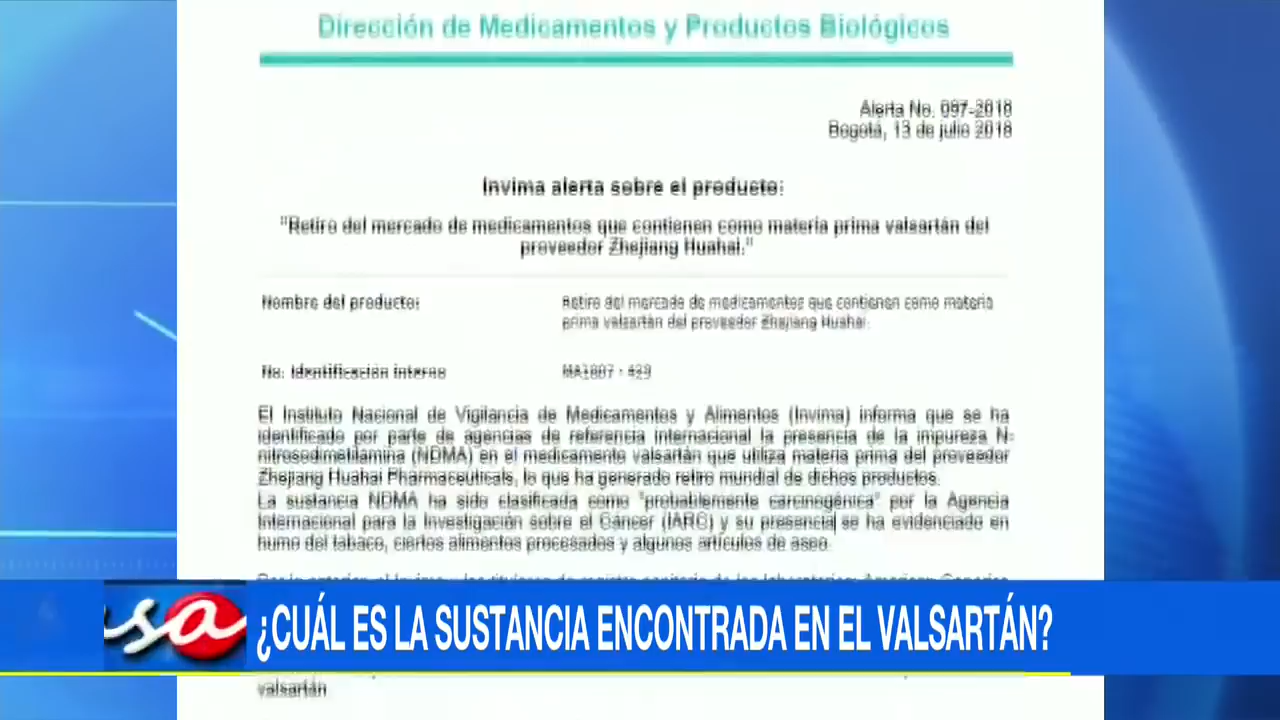 Dirección de Medicamentos y Productos Biológicos
Alerta No. 097-2018
Bogotá, 13 de julio 2018
Invima alerta sobre el producto:
"Retiro del mercado de medicamentos que contienen como materia prima valsartán del
proveedor Zhejiang Huahai."
Nombre del producto:
Retiro del mercado de medicamentos que contienen como materia
prima valsartán del proveedor Zhejiang Huahai.
No. Identificación interno
MA1807 - 429
El Instituto Nacional de Vigilancia de Medicamentos y Alimentos (Invima) informa que se ha
identificado por parte de agencias de referencia internacional la presencia de la impureza N-
nitrosodimetilamina (NDMA) en el medicamento valsartán que utiliza materia prima del proveedor
Zhejiang Huahai Pharmaceuticals, lo que ha generado retiro mundial de dichos productos.
La sustancia NDMA ha sido clasificada como "probablemente carcinogénica" por la Agencia
Internacional para la Investigación sobre el Cáncer (IARC) y su presencia se ha evidenciado en
humo del tabaco, ciertos alimentos procesados y algunos artículos de aseo.
sa
¿CUÁL ES LA SUSTANCIA ENCONTRADA EN EL VALSARTÁN?
valsartán